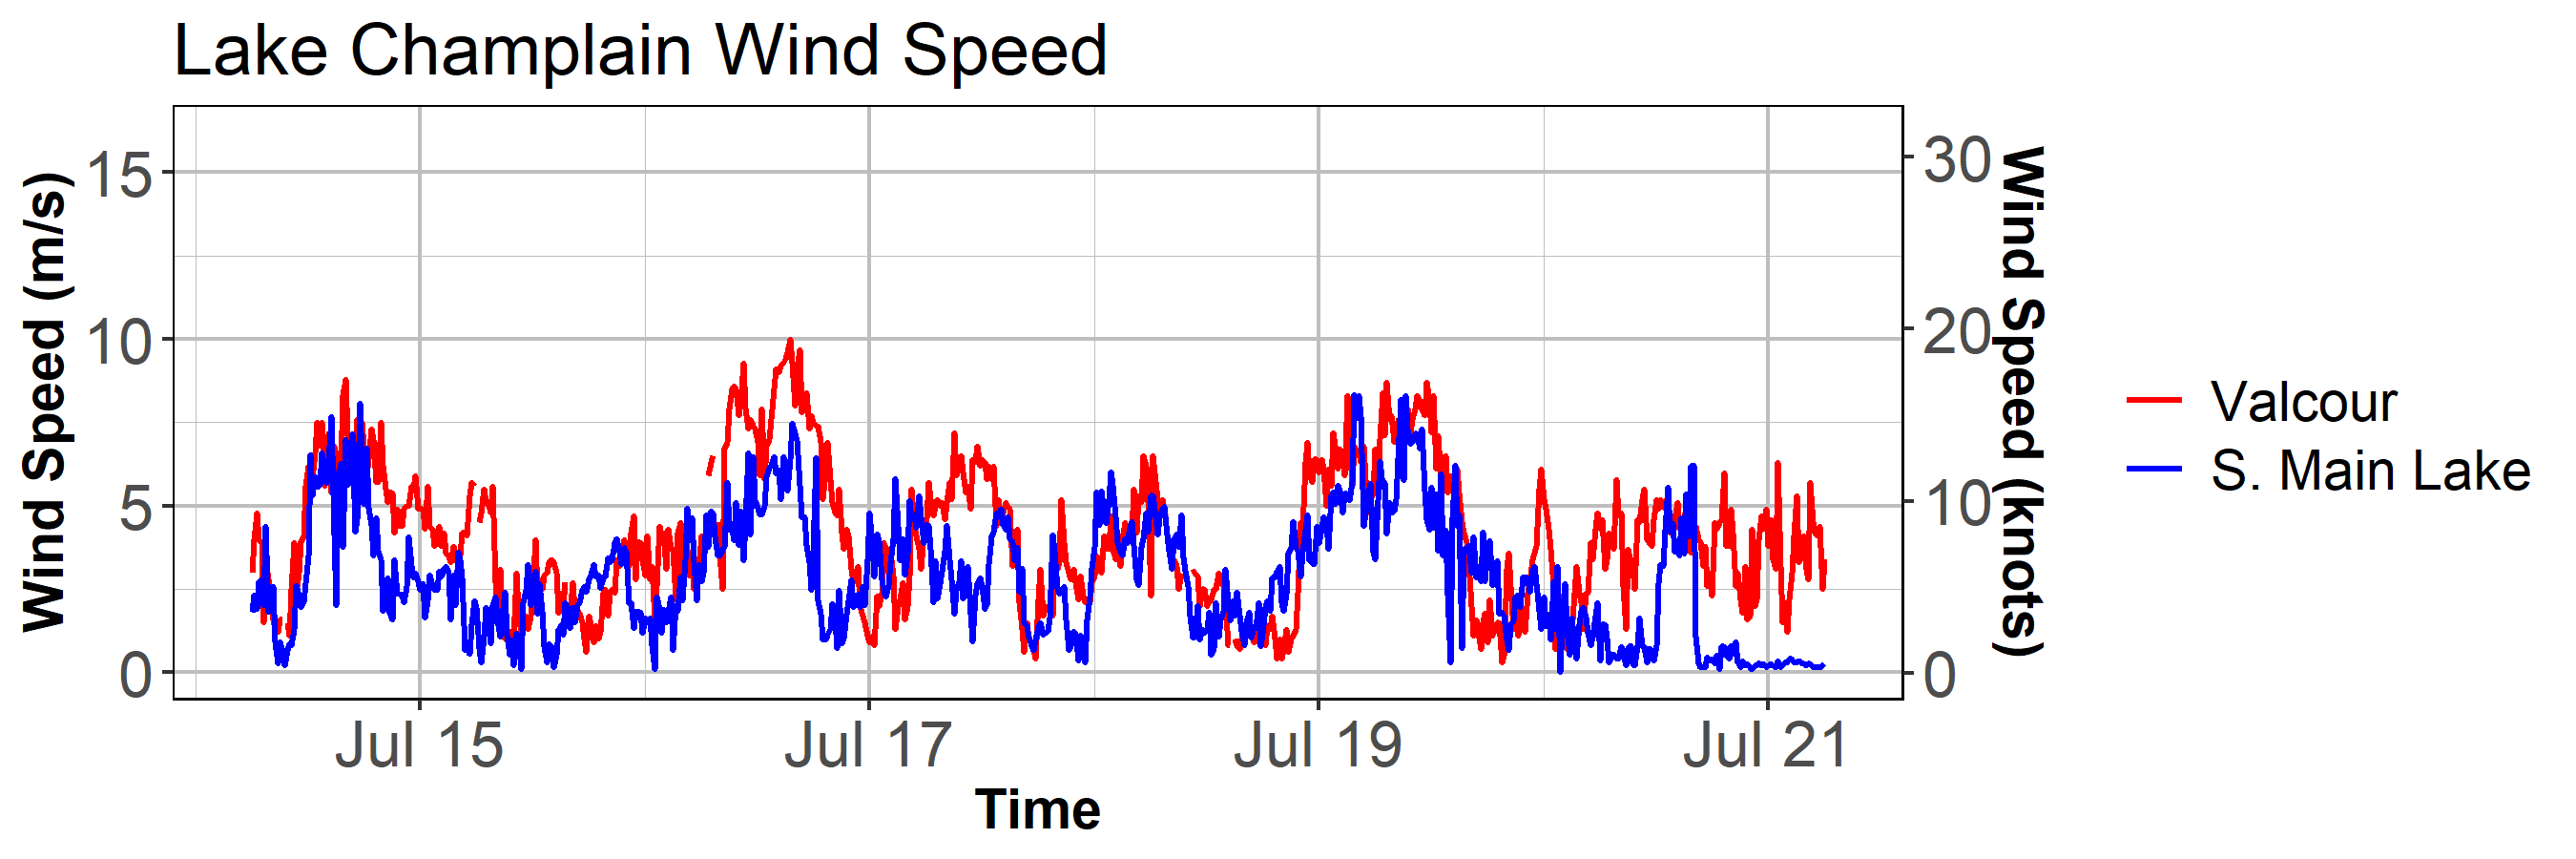 Lake Champlain Wind Speed
Wind Speed (m/s)
15
10
5
0
30
20
10
0
Wind Speed (knots)
Jul 15
Jul 17
Jul 19
Jul 21
Time
Valcour
S. Main Lake